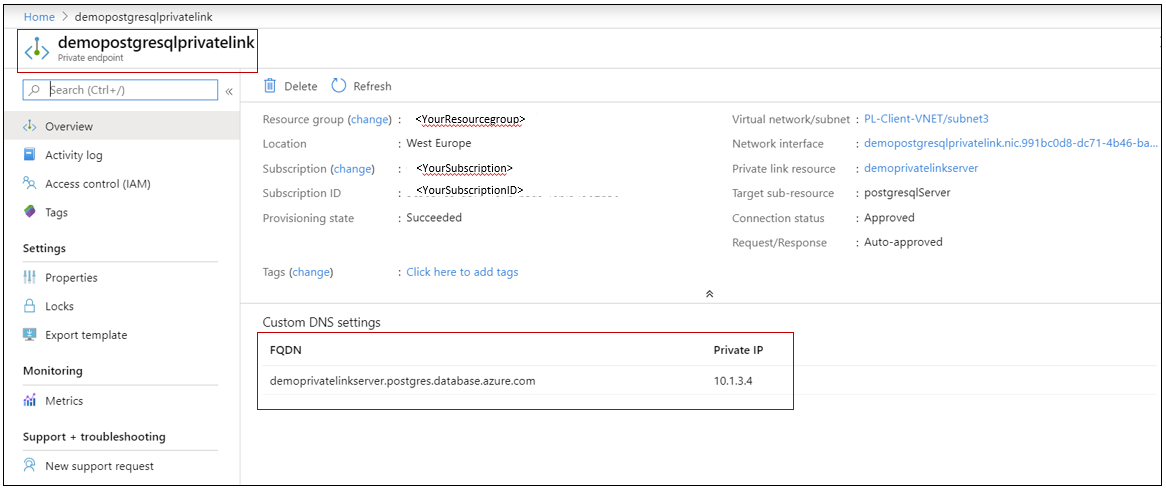 Home > demopostgresqlprivatelink
demopostgresqlprivatelink
Private endpoint
Search (Ctrl+/)
«
Delete
Refresh
Overview
Activity log
Access control (IAM)
Tags
Settings
Properties
Locks
Export template
Monitoring
Metrics
Support + troubleshooting
New support request
Resource group (change) : <YourResourcegroup>
Location : West Europe
Subscription (change) : <YourSubscription>
Subscription ID : <YourSubscriptionID>
Provisioning state : Succeeded
Tags (change) : Click here to add tags
Virtual network/subnet : PL-Client-VNET/subnet3
Network interface : demopostgresqlprivatelink.nic.991bc0d8-dc71-4b46-ba...
Private link resource : demoprivatelinkserver
Target sub-resource : postgresqlServer
Connection status : Approved
Request/Response : Auto-approved
Custom DNS settings
FQDN Private IP
demoprivatelinkserver.postgres.database.azure.com 10.1.3.4